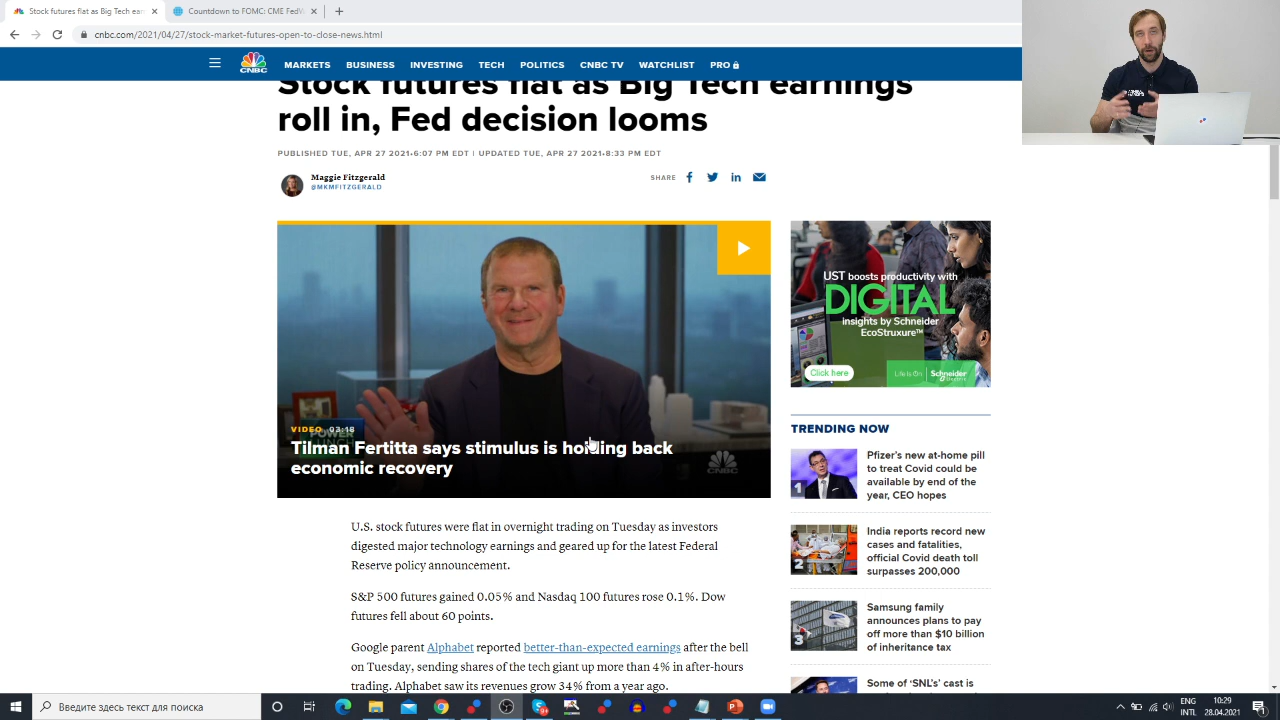 Stock futures flat as Big Tech ear
Countdown to FOMC: CME FedW
cnbc.com/2021/04/27/stock-market-futures-open-to-close-news.html
CNBC
MARKETS BUSINESS INVESTING TECH POLITICS CNBC TV WATCHLIST PRO
Stock futures flat as Big Tech earnings
roll in, Fed decision looms
PUBLISHED TUE, APR 27 2021•6:07 PM EDT | UPDATED TUE, APR 27 2021•8:33 PM EDT
Maggie Fitzgerald
@MKMFITZGERALD
SHARE
POWER
LUNCH
VIDEO 03:18
Tilman Fertitta says stimulus is holding back
economic recovery
CNBC
UST boosts productivity with
DIGITAL
insights by Schneider
EcoStruxure™
Click here
Life Is On | Schneider
Electric
TRENDING NOW
1
Pfizer's new at-home pill
to treat Covid could be
available by end of the
year, CEO hopes
2
India reports record new
cases and fatalities,
official Covid death toll
surpasses 200,000
3
Samsung family
announces plans to pay
off more than $10 billion
of inheritance tax
Some of ‘SNL’s’ cast is
U.S. stock futures were flat in overnight trading on Tuesday as investors
digested major technology earnings and geared up for the latest Federal
Reserve policy announcement.
S&P 500 futures gained 0.05% and Nasdaq 100 futures rose 0.1%. Dow
futures fell about 60 points.
Google parent Alphabet reported better-than-expected earnings after the bell
on Tuesday, sending shares of the tech giant up more than 4% in after-hours
trading. Alphabet saw its revenues grow 34% from a year ago.
Введите здесь текст для поиска
ENG
INTL
10:29
28.04.2021